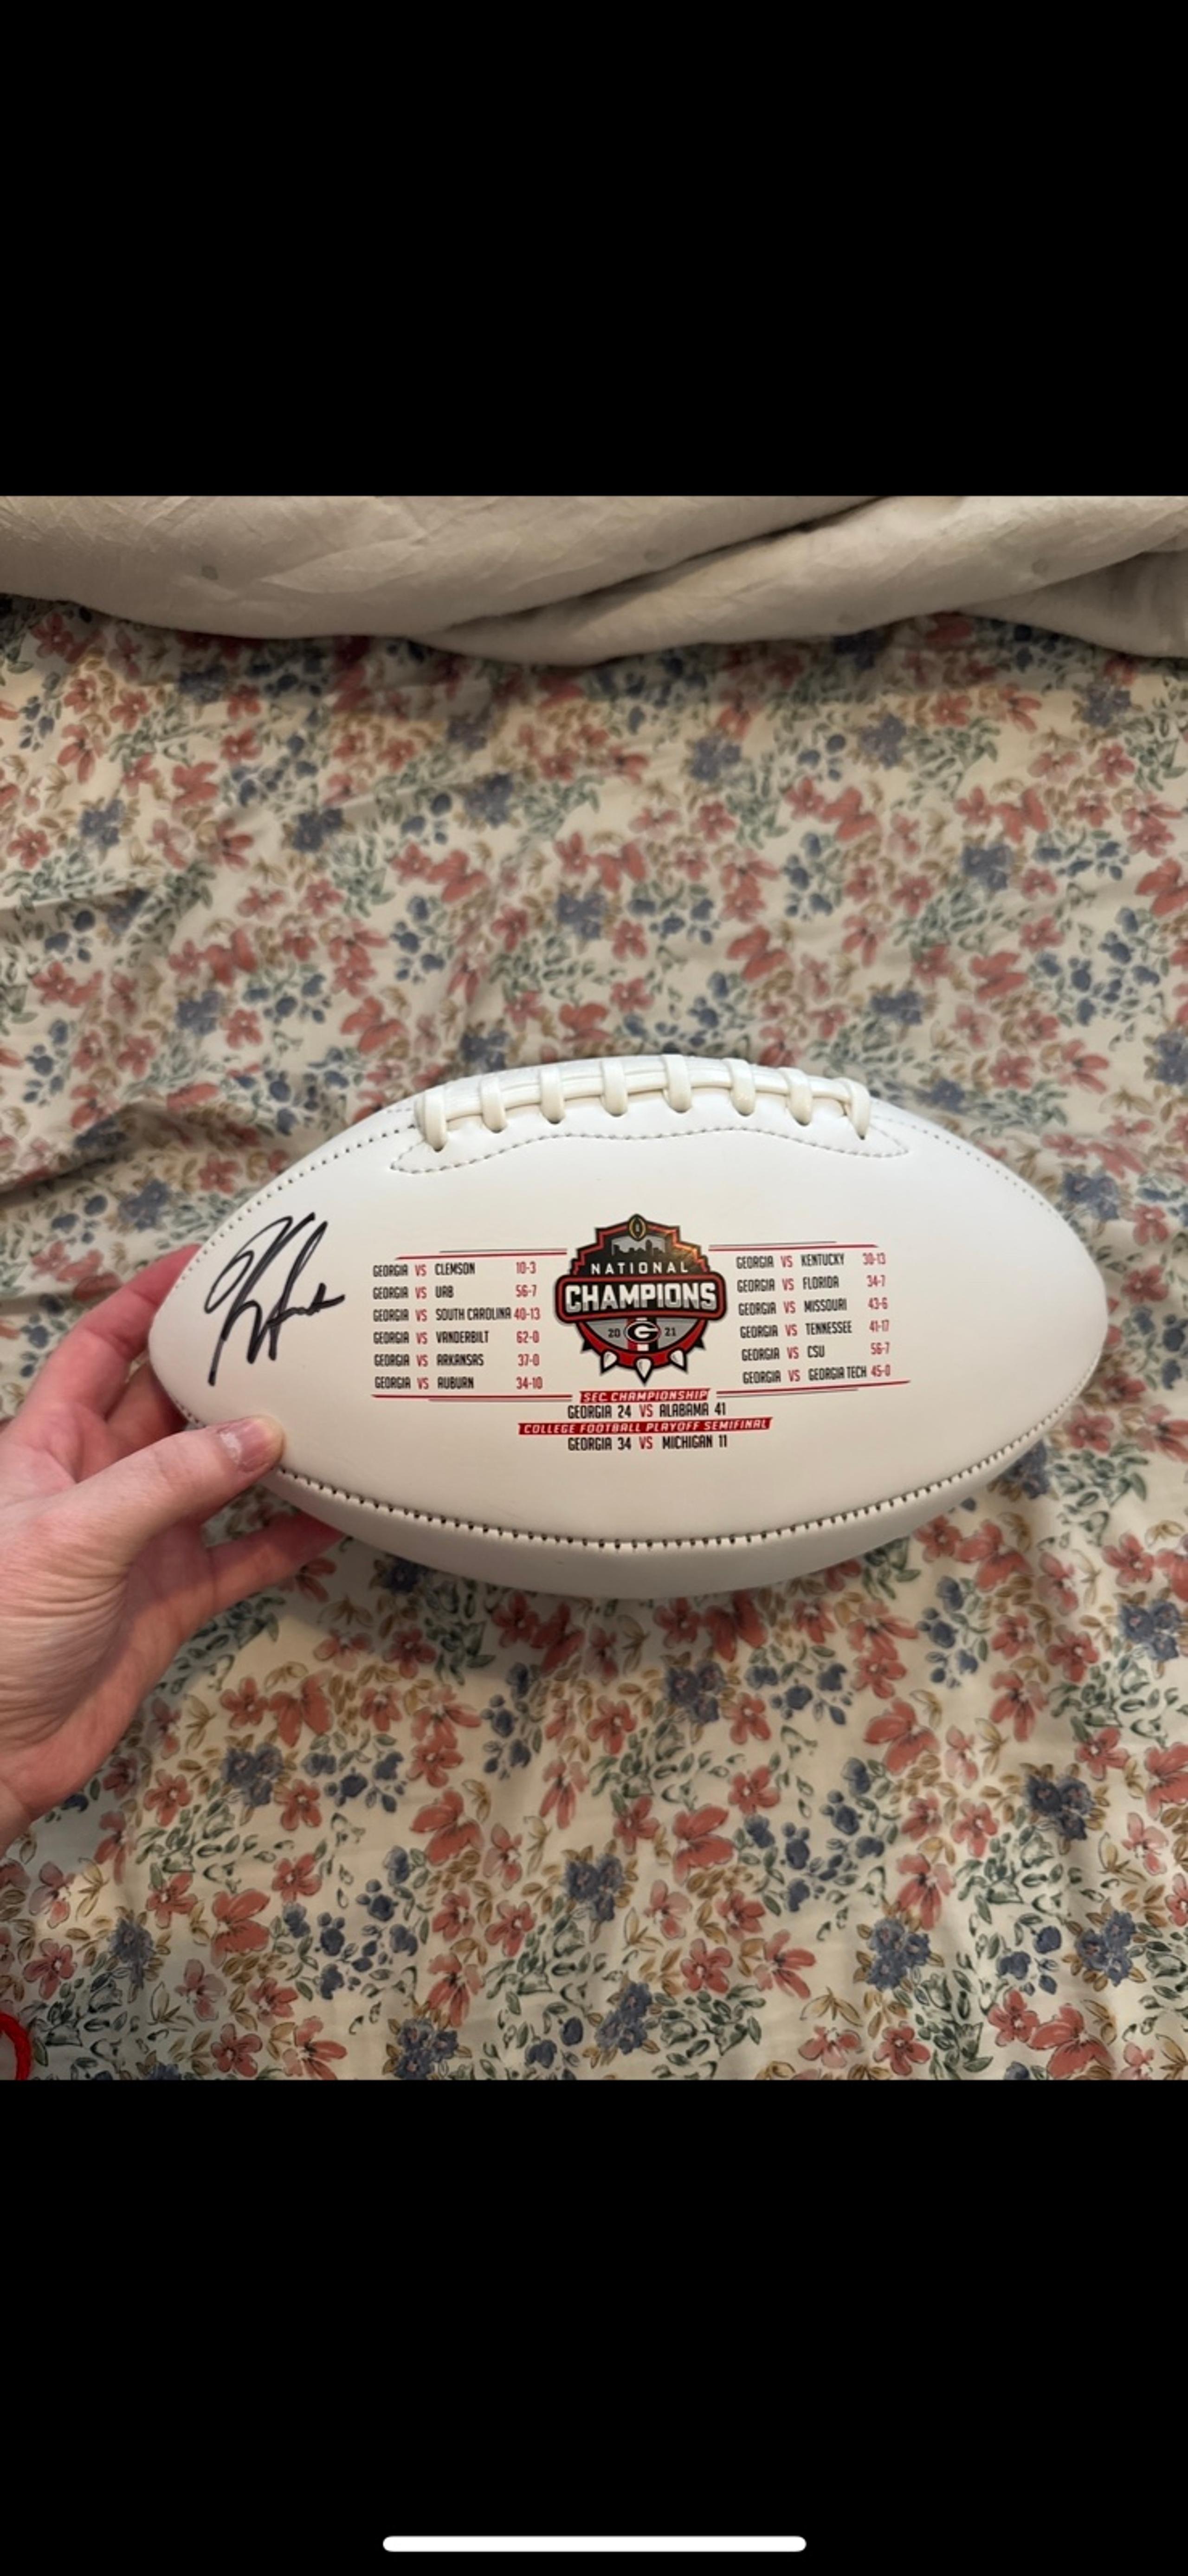 GEORGIA VS CLEMSON 10-3
GEORGIA VS UAB 56-7
GEORGIA VS SOUTH CAROLINA 40-13
GEORGIA VS VANDERBILT 62-0
GEORGIA VS ARKANSAS 37-0
GEORGIA VS AUBURN 34-10
NATIONAL
CHAMPIONS
20 G 21
GEORGIA VS KENTUCKY 30-13
GEORGIA VS FLORIDA 34-7
GEORGIA VS MISSOURI 43-6
GEORGIA VS TENNESSEE 41-17
GEORGIA VS CSU 56-7
GEORGIA VS GEORGIA TECH 45-0
SEC CHAMPIONSHIP
GEORGIA 24 VS ALABAMA 41
COLLEGE FOOTBALL PLAYOFF SEMIFINAL
GEORGIA 34 VS MICHIGAN 11